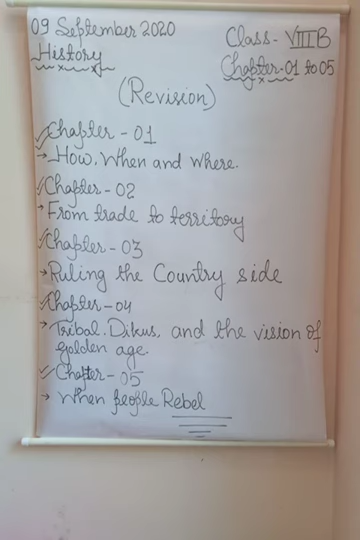 09 September 2020
Class- VIII B
History
Chapter-01 to 05
(Revision)
✓ Chapter - 01
→ How, When and where.
✓ Chapter - 02
→ From trade to territory
✓ Chapter - 03
→ Ruling the Country side
✓ Chapter - 04
→ Tribal. Dikus, and the vision of
golden age.
✓ Chapter - 05
→ When people Rebel